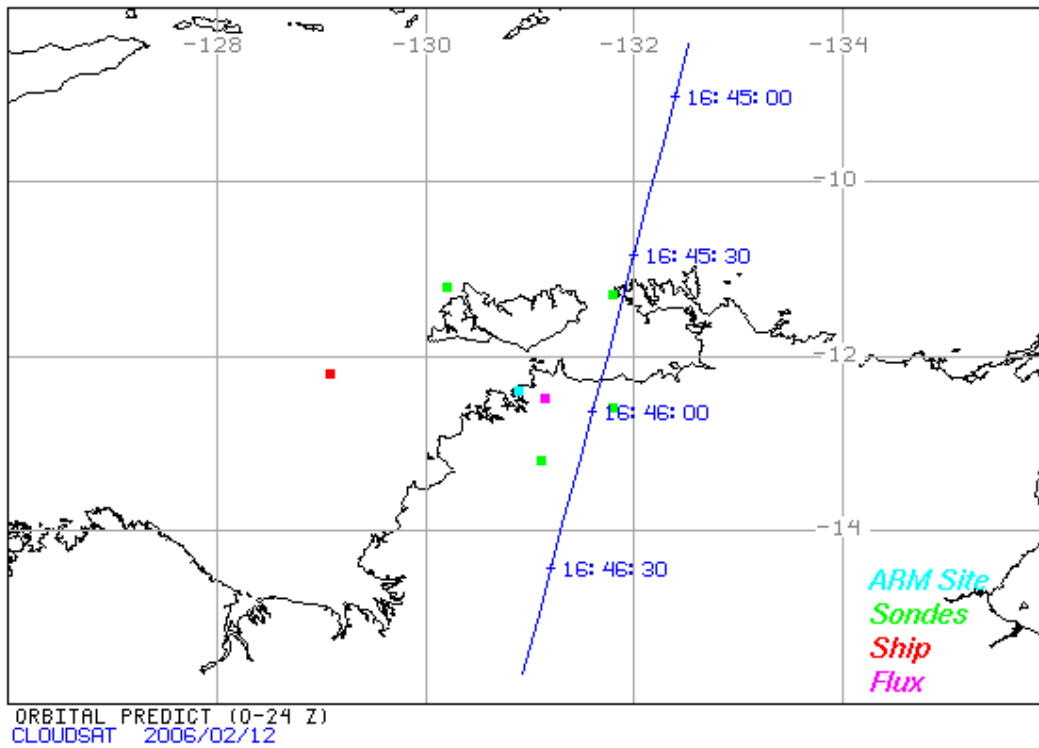 -128 -130 -132 -134
16:45:00
-10
16:45:30
-12
16:46:00
-14
16:46:30
ARM Site
Sondes
Ship
Flux
ORBITAL PREDICT (0-24 Z)
CLOUDSAT 2006/02/12